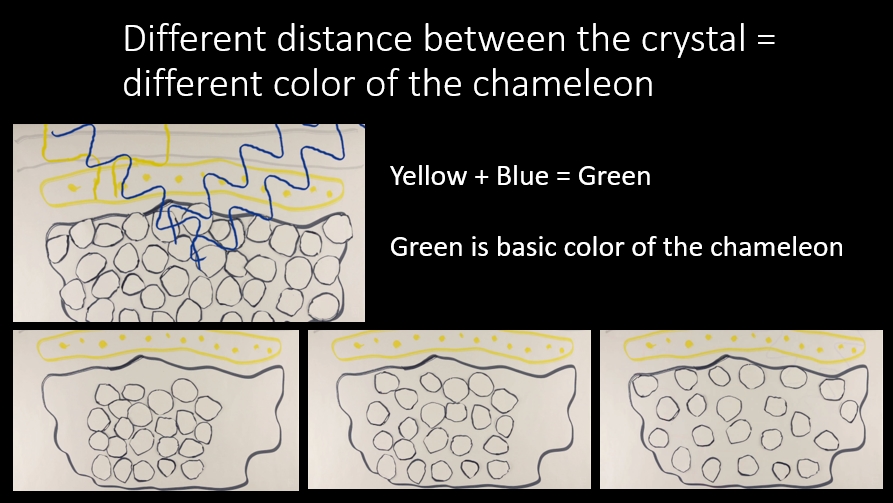 Different distance between the crystal =
different color of the chameleon
Yellow + Blue = Green
Green is basic color of the chameleon